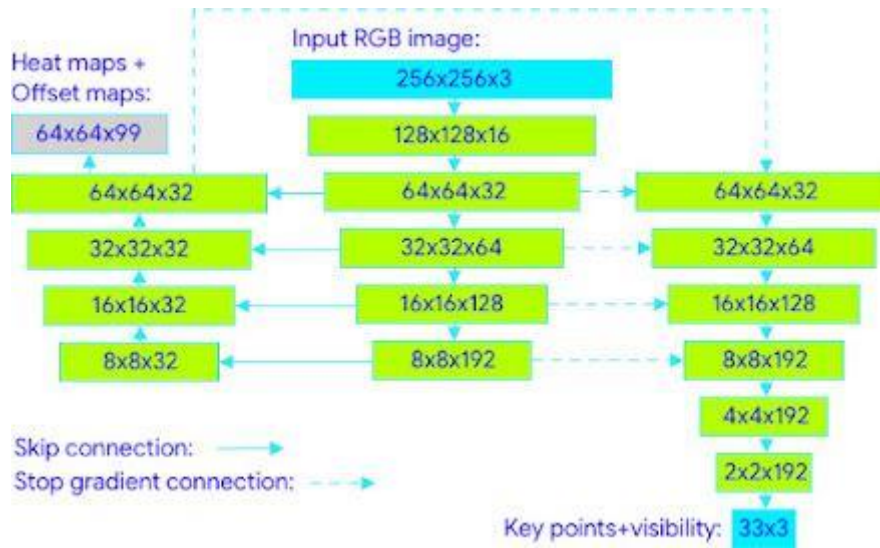 Input RGB image:
256x256x3
Heat maps +
Offset maps:
64x64x99
128x128x16
64x64x32
64x64x32
64x64x32
32x32x32
32x32x64
32x32x64
16x16x32
16x16x128
16x16x128
8x8x32
8x8x192
8x8x192
4x4x192
Skip connection:
2x2x192
Stop gradient connection:
Key points+visibility:
33x3